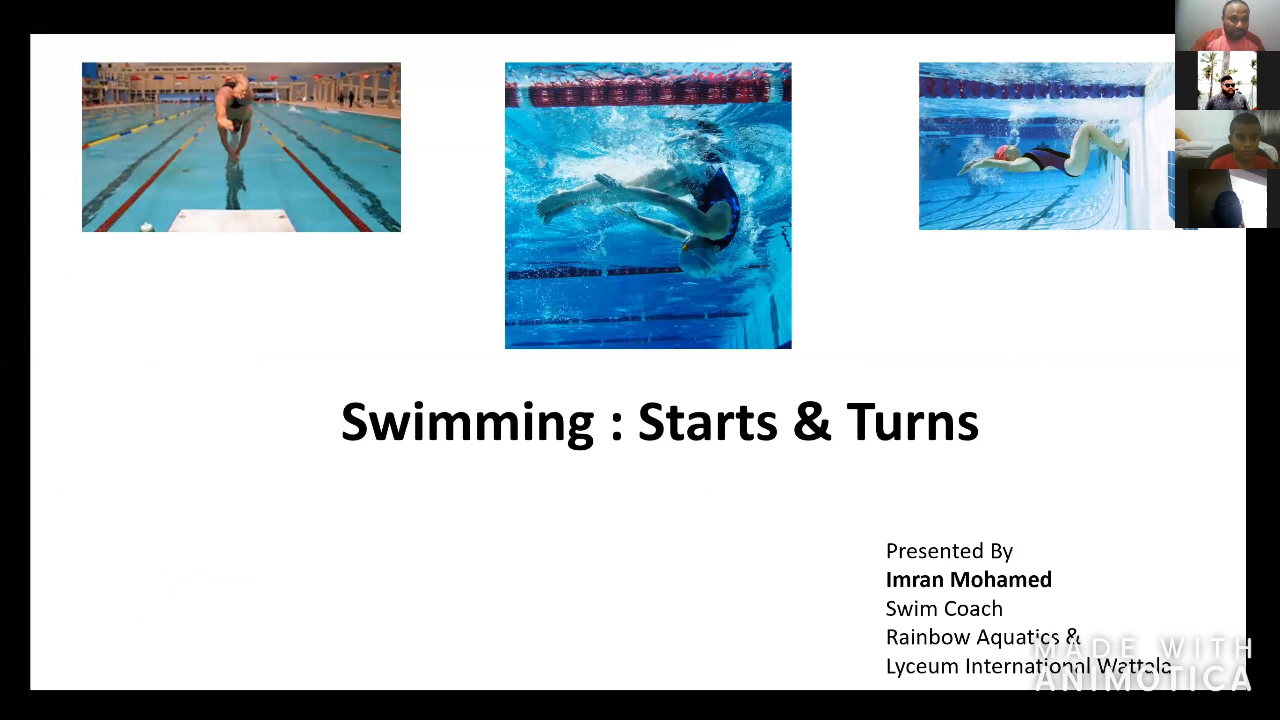 Swimming : Starts & Turns
Presented By
Imran Mohamed
Swim Coach
Rainbow Aquatics &
Lyceum International Wattala
MADE WITH
ANIMOTICA